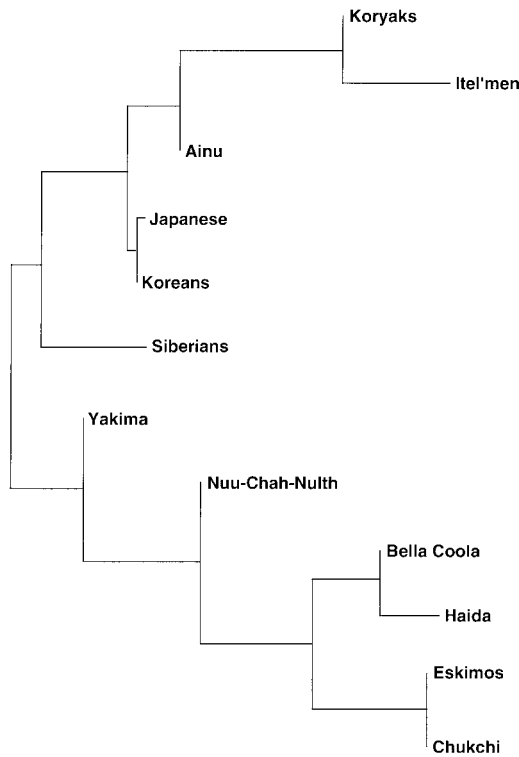 Koryaks
Itel'men
Ainu
Japanese
Koreans
Siberians
Yakima
Nuu-Chah-Nulth
Bella Coola
Haida
Eskimos
Chukchi